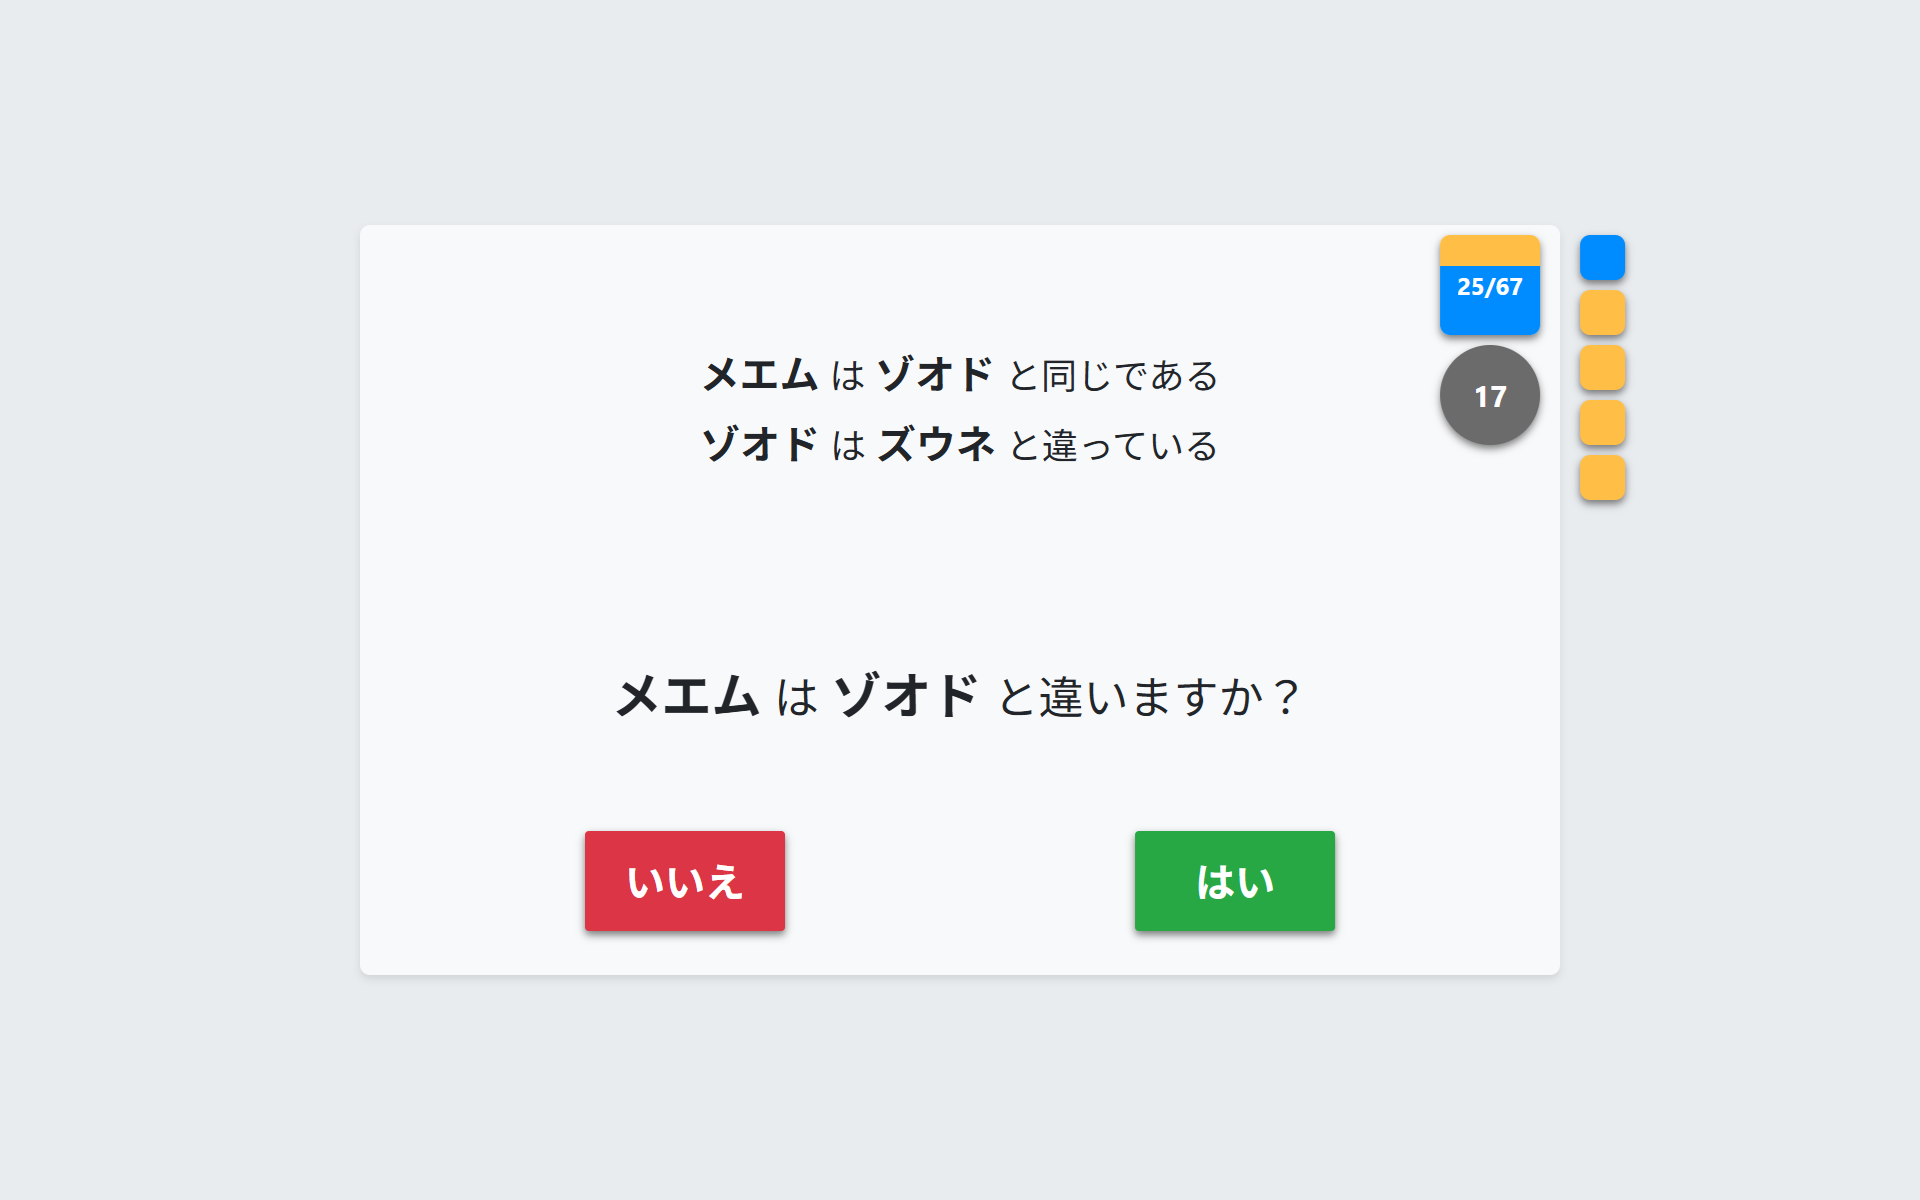 25/67
17
メエム は ゾオド と同じである
ゾオド は ズウネ と違っている
メエム は ゾオド と違いますか？
いいえ
はい